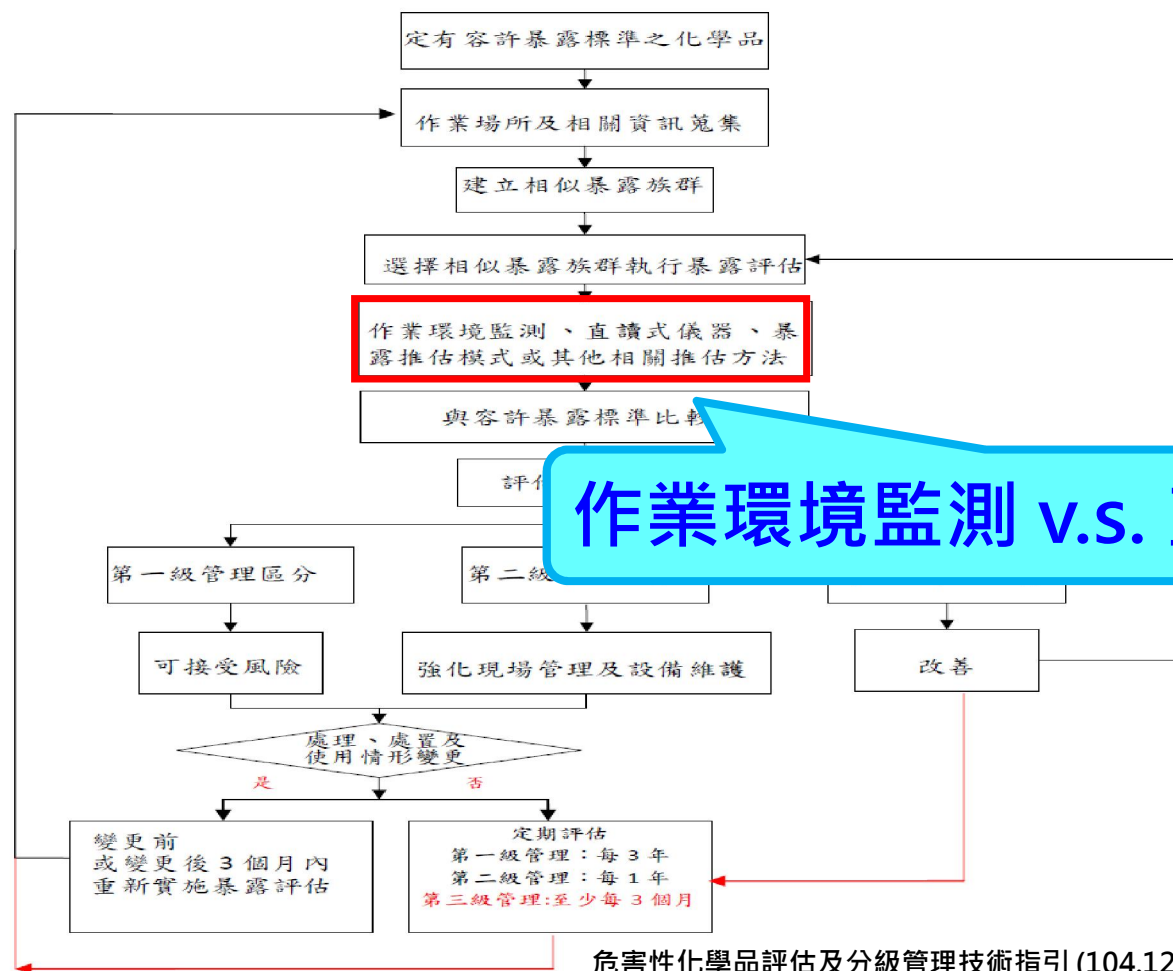 定有容許暴露標準之化學品
作業場所及相關資訊蒐集
建立相似暴露族群
選擇相似暴露族群執行暴露評估
作業環境監測、直讀式儀器、暴
露推估模式或其他相關推估方法
與容許暴露標準比較
評
作業環境監測 v.s.
第一級管理區分
第二級
可接受風險
強化現場管理及設備維護
改善
處理、處置及
使用情形變更
是
否
變更前
或變更後3個月內
重新實施暴露評估
定期評估
第一級管理：每3年
第二級管理：每1年
第三級管理:至少每3個月
危害性化學品評估及分級管理技術指引 (104.12